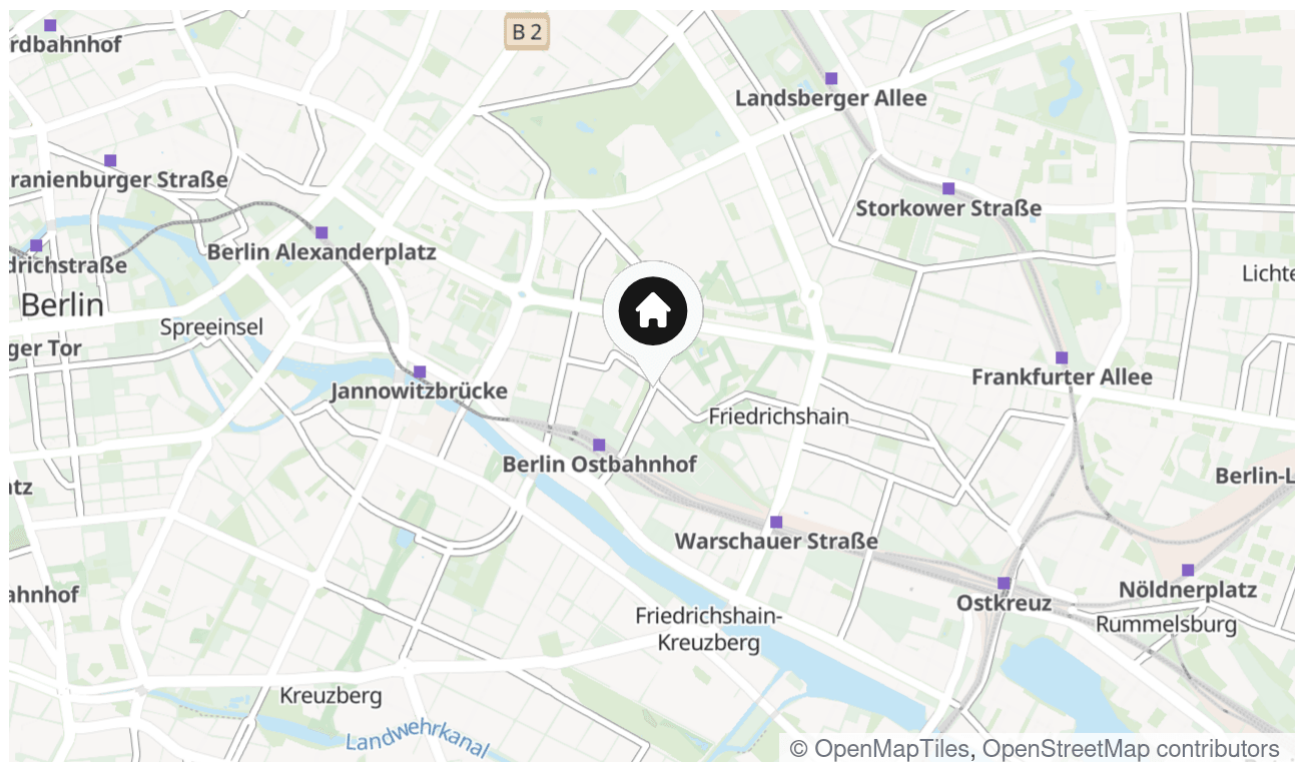 B 2
rdbahnhof
Landsberger Allee
ranienburger Straße
Storkower Straße
Berlin Alexanderplatz
drichstraße
Lichte
Berlin
Spreeinsel
ger Tor
Jannowitzbrücke
Frankfurter Allee
Friedrichshain
Berlin Ostbahnhof
Berlin-L
tz
Warschauer Straße
Nöldnerplatz
ahnhof
Ostkreuz
Friedrichshain-
Kreuzberg
Rummelsburg
Kreuzberg
Landwehrkanal
© OpenMapTiles, OpenStreetMap contributors